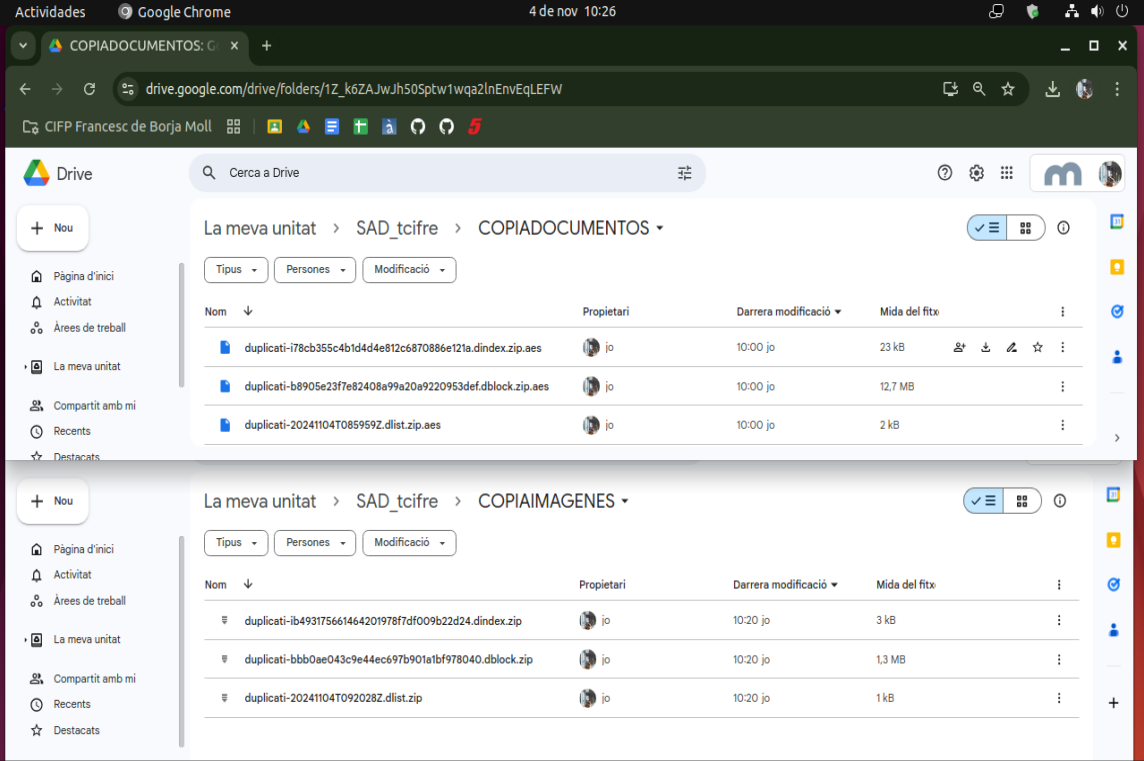 Actividades Google Chrome 4 de nov 10:26
COPIADOCUMENTOS: G
drive.google.com/drive/folders/1Z_k6ZAJwJh50Sptw1wqa2lnEnvEqLEFW
CIFP Francesc de Borja Moll
Drive Cerca a Drive
Nou La meva unitat SAD_tcifre COPIADOCUMENTOS
Tipus Persones Modificació
Pàgina d'inici
Activitat
Àrees de treball
La meva unitat
Compartit amb mi
Recents
Destacats
Nom Propietari Darrera modificació Mida del fitx
duplicati-i78cb355c4b1d4d4e812c6870886e121a.dindex.zip.aes jo 10:00 jo 23 kB
duplicati-b8905e23f7e82408a99a20a9220953def.dblock.zip.aes jo 10:00 jo 12,7 MB
duplicati-20241104T085959Z.dlist.zip.aes jo 10:00 jo 2 kB
Nou La meva unitat SAD_tcifre COPIAIMAGENES
Tipus Persones Modificació
Pàgina d'inici
Activitat
Àrees de treball
La meva unitat
Compartit amb mi
Recents
Destacats
Nom Propietari Darrera modificació Mida del fitx
duplicati-ib493175661464201978f7df009b22d24.dindex.zip jo 10:20 jo 3 kB
duplicati-bbb0ae043c9e44ec697b901a1bf978040.dblock.zip jo 10:20 jo 1,3 MB
duplicati-20241104T092028Z.dlist.zip jo 10:20 jo 1 kB